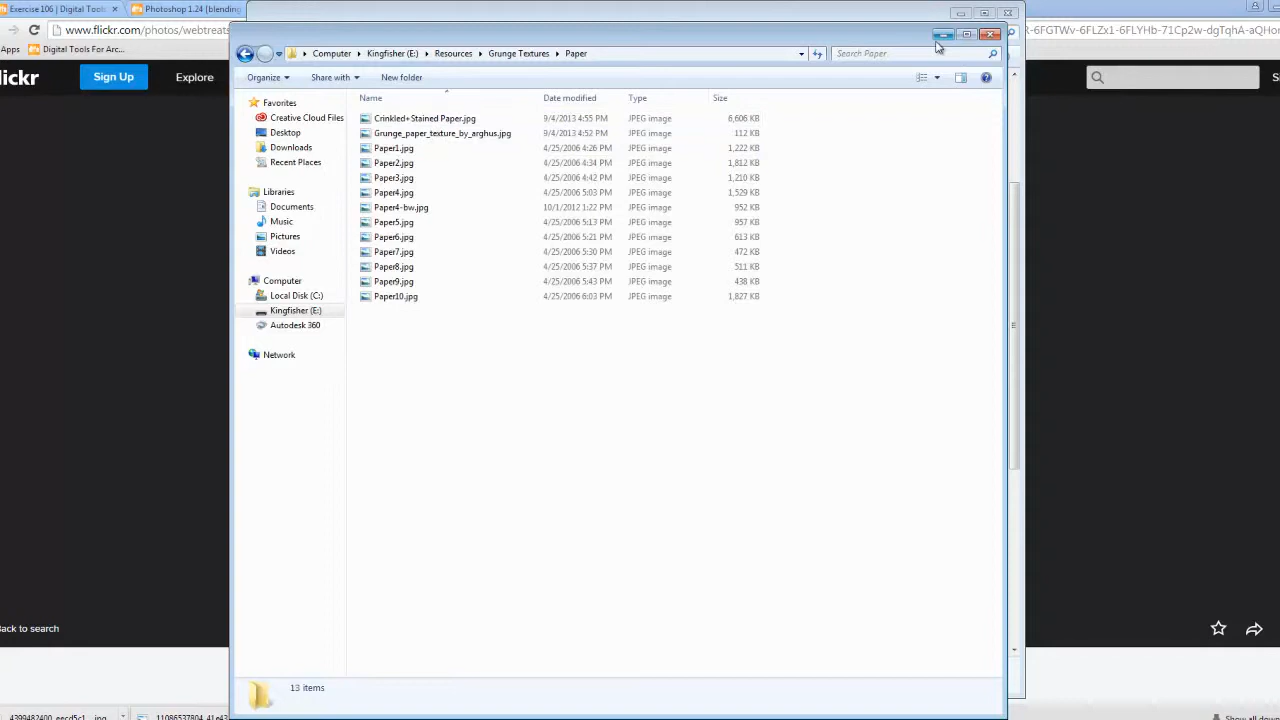 Exercise 106 | Digital Tools
Photoshop 1.24 [blending
www.flickr.com/photos/webtreats
Apps
Digital Tools For Arc...
lickr
Sign Up
Explore
Computer
Kingfisher (E:)
Resources
Grunge Textures
Paper
Search Paper
Organize
Share with
New folder
Name
Date modified
Type
Size
Favorites
Creative Cloud Files
Desktop
Downloads
Recent Places
Libraries
Documents
Music
Pictures
Videos
Computer
Local Disk (C:)
Kingfisher (E:)
Autodesk 360
Network
Crinkled+Stained Paper.jpg 9/4/2013 4:55 PM JPEG image 6,606 KB
Grunge_paper_texture_by_arghus.jpg 9/4/2013 4:52 PM JPEG image 112 KB
Paper1.jpg 4/25/2006 4:26 PM JPEG image 1,222 KB
Paper2.jpg 4/25/2006 4:34 PM JPEG image 1,812 KB
Paper3.jpg 4/25/2006 4:42 PM JPEG image 1,210 KB
Paper4.jpg 4/25/2006 5:03 PM JPEG image 1,529 KB
Paper4-bw.jpg 10/1/2012 1:22 PM JPEG image 952 KB
Paper5.jpg 4/25/2006 5:13 PM JPEG image 957 KB
Paper6.jpg 4/25/2006 5:21 PM JPEG image 613 KB
Paper7.jpg 4/25/2006 5:30 PM JPEG image 472 KB
Paper8.jpg 4/25/2006 5:37 PM JPEG image 511 KB
Paper9.jpg 4/25/2006 5:43 PM JPEG image 438 KB
Paper10.jpg 4/25/2006 6:03 PM JPEG image 1,827 KB
13 items
-6FGTWv-6FLZx1-6FLYHb-71Cp2w-dgTqhA-aQHor
Back to search